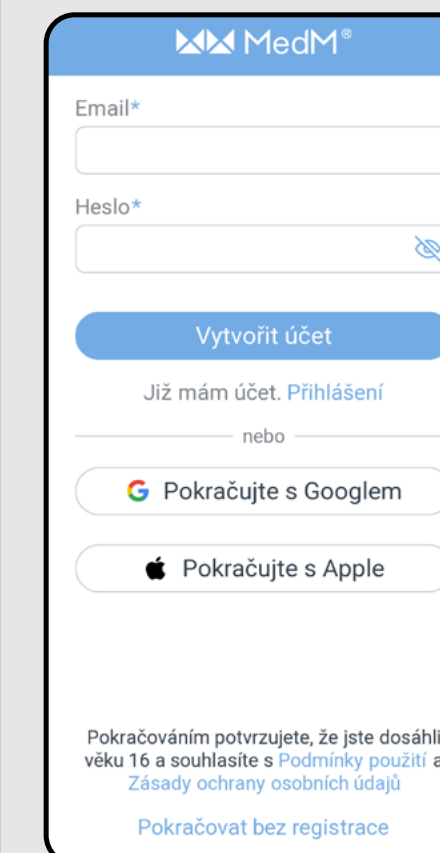 MedM®
Email*
Heslo*
Vytvořit účet
Již mám účet. Přihlášení
nebo
Pokračujte s Googlem
Pokračujte s Apple
Pokračováním potvrzujete, že jste dosáhli
věku 16 a souhlasíte s Podmínky použití a
Zásady ochrany osobních údajů
Pokračovat bez registrace